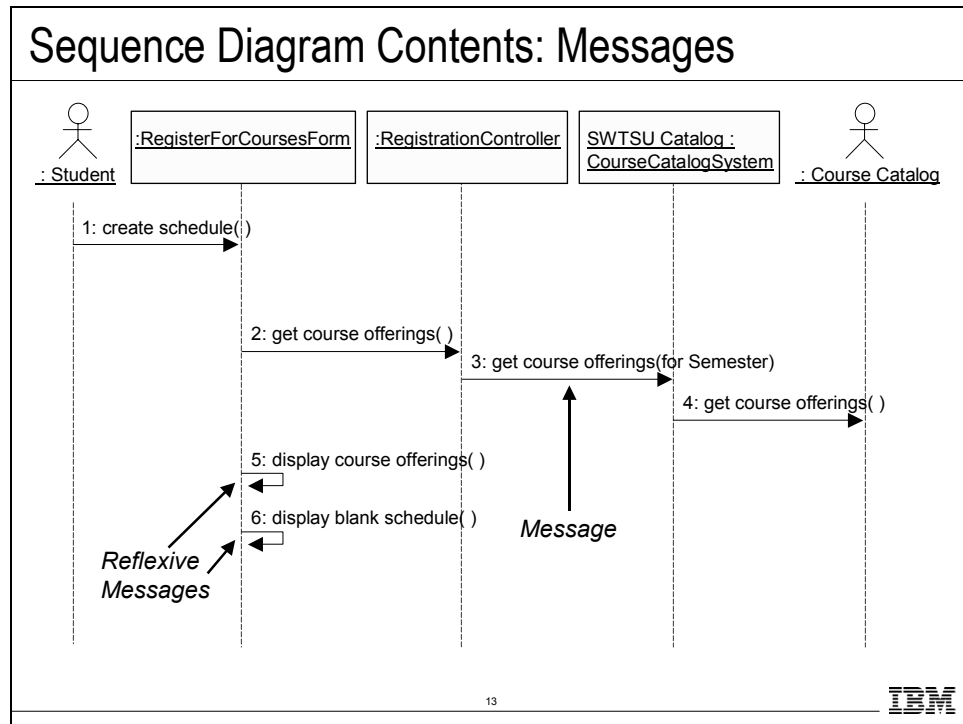 Sequence Diagram Contents: Messages
: Student
:RegisterForCoursesForm
:RegistrationController
SWTSU Catalog :
CourseCatalogSystem
: Course Catalog
1: create schedule( )
2: get course offerings( )
3: get course offerings(for Semester)
4: get course offerings( )
5: display course offerings( )
6: display blank schedule( )
Message
Reflexive
Messages
13
IBM